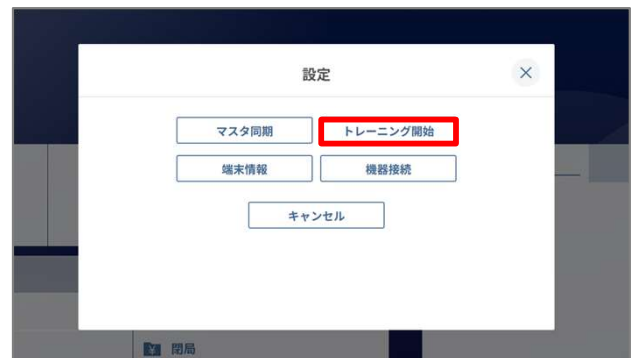 設定
マスタ同期 トレーニング開始
端末情報 機器接続
キャンセル
閉局